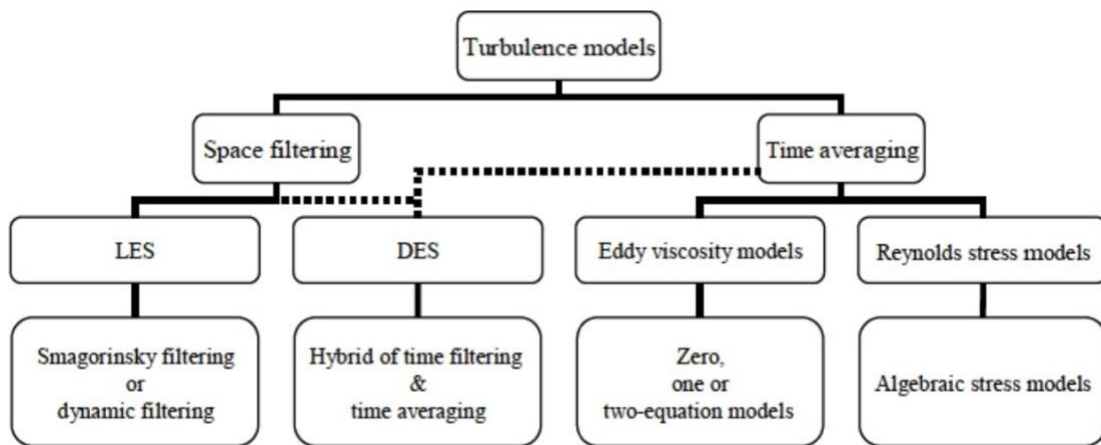 Turbulence models
Space filtering
Time averaging
LES
DES
Eddy viscosity models
Reynolds stress models
Smagorinsky filtering
or
dynamic filtering
Hybrid of time filtering
&
time averaging
Zero,
one or
two-equation models
Algebraic stress models